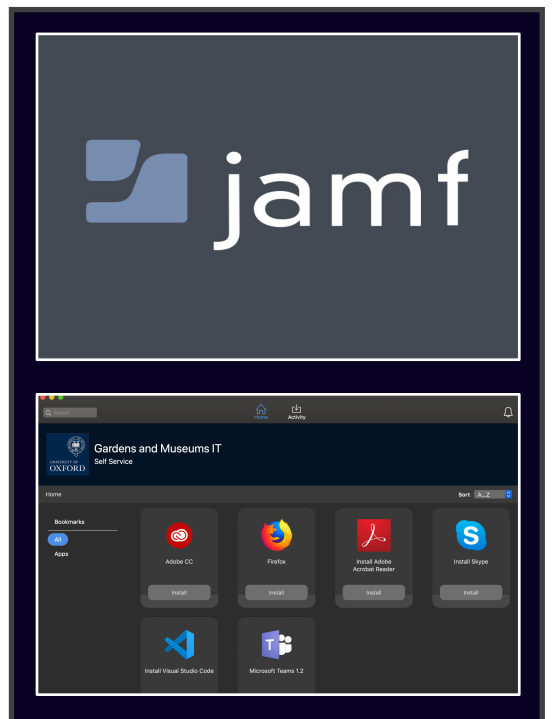 jamf
Search
Home
Activity
UNIVERSITY OF
OXFORD
Gardens and Museums IT
Self Service
Home
Sort A...Z
Bookmarks
All
Apps
Adobe CC
Install
Firefox
Install
Install Adobe
Acrobat Reader
Install
Install Skype
Install
Install Visual Studio Code
Microsoft Teams 1.2